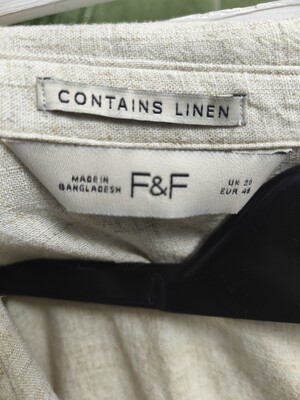 CONTAINS LINEN
MADE IN
BANGLADESH
F&F
UK 20
EUR 48